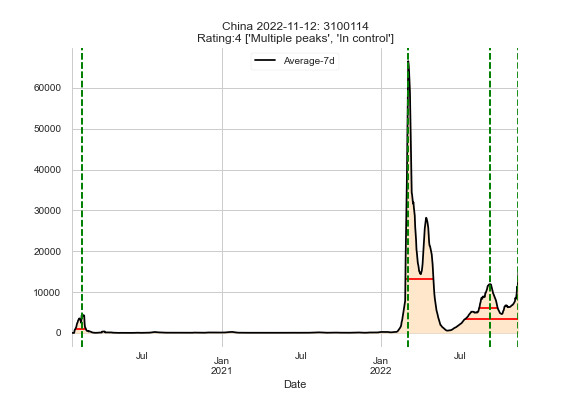 China 2022-11-12: 3100114
Rating:4 ['Multiple peaks', 'In control']
Average-7d
60000
50000
40000
30000
20000
10000
0
Jul
Jan
2021
Jul
Jan
2022
Jul
Date